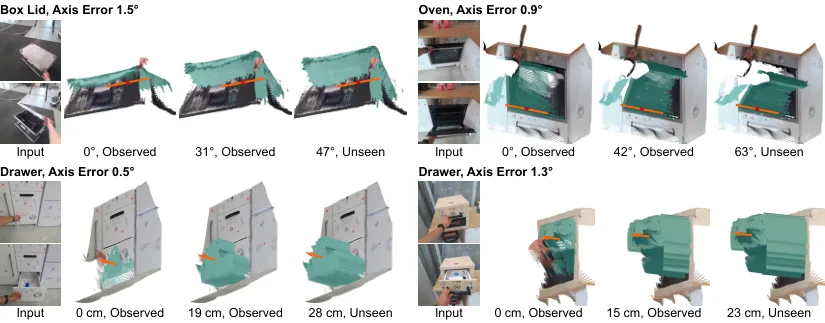 Box Lid, Axis Error 1.5°
Input 0°, Observed 31°, Observed 47°, Unseen
Oven, Axis Error 0.9°
Input 0°, Observed 42°, Observed 63°, Unseen
Drawer, Axis Error 0.5°
Input 0 cm, Observed 19 cm, Observed 28 cm, Unseen
Drawer, Axis Error 1.3°
Input 0 cm, Observed 15 cm, Observed 23 cm, Unseen